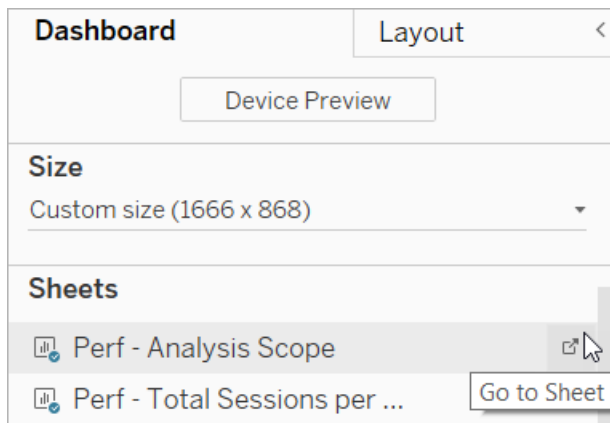 Dashboard
Layout
Device Preview
Size
Custom size (1666 x 868)
Sheets
Perf - Analysis Scope
Perf - Total Sessions per ...
Go to Sheet